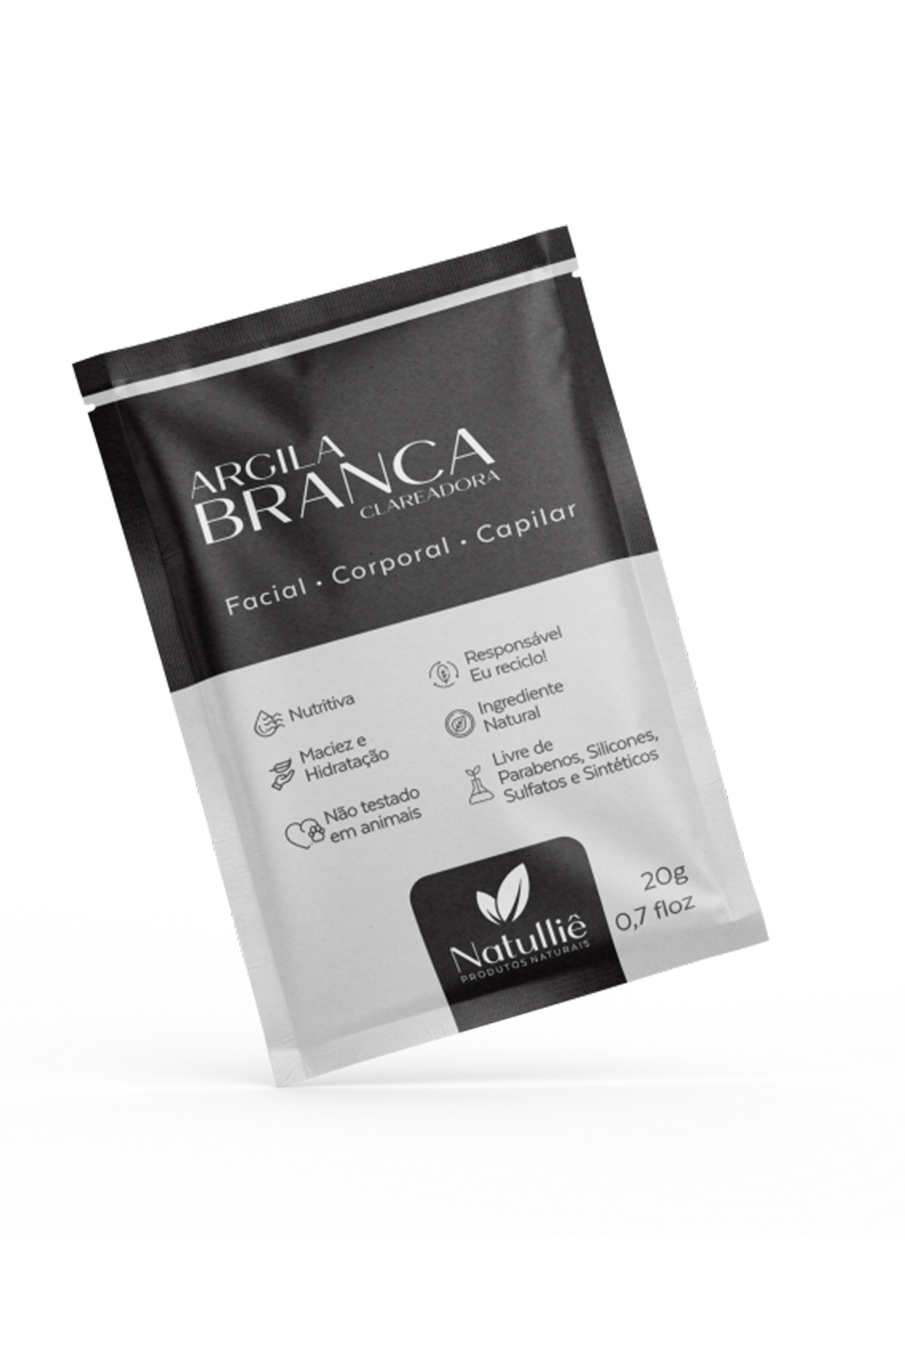 ARGILA
BRANCA
CLAREADORA
Facial • Corporal • Capilar
Nutritiva
Maciez e
Hidratação
Não testado
em animais
Responsável
Eu reciclo!
Ingrediente
Natural
Livre de
Parabenos, Silicones,
Sulfatos e Sintéticos
Natulliê
PRODUTOS NATURAIS
20g
0,7 floz